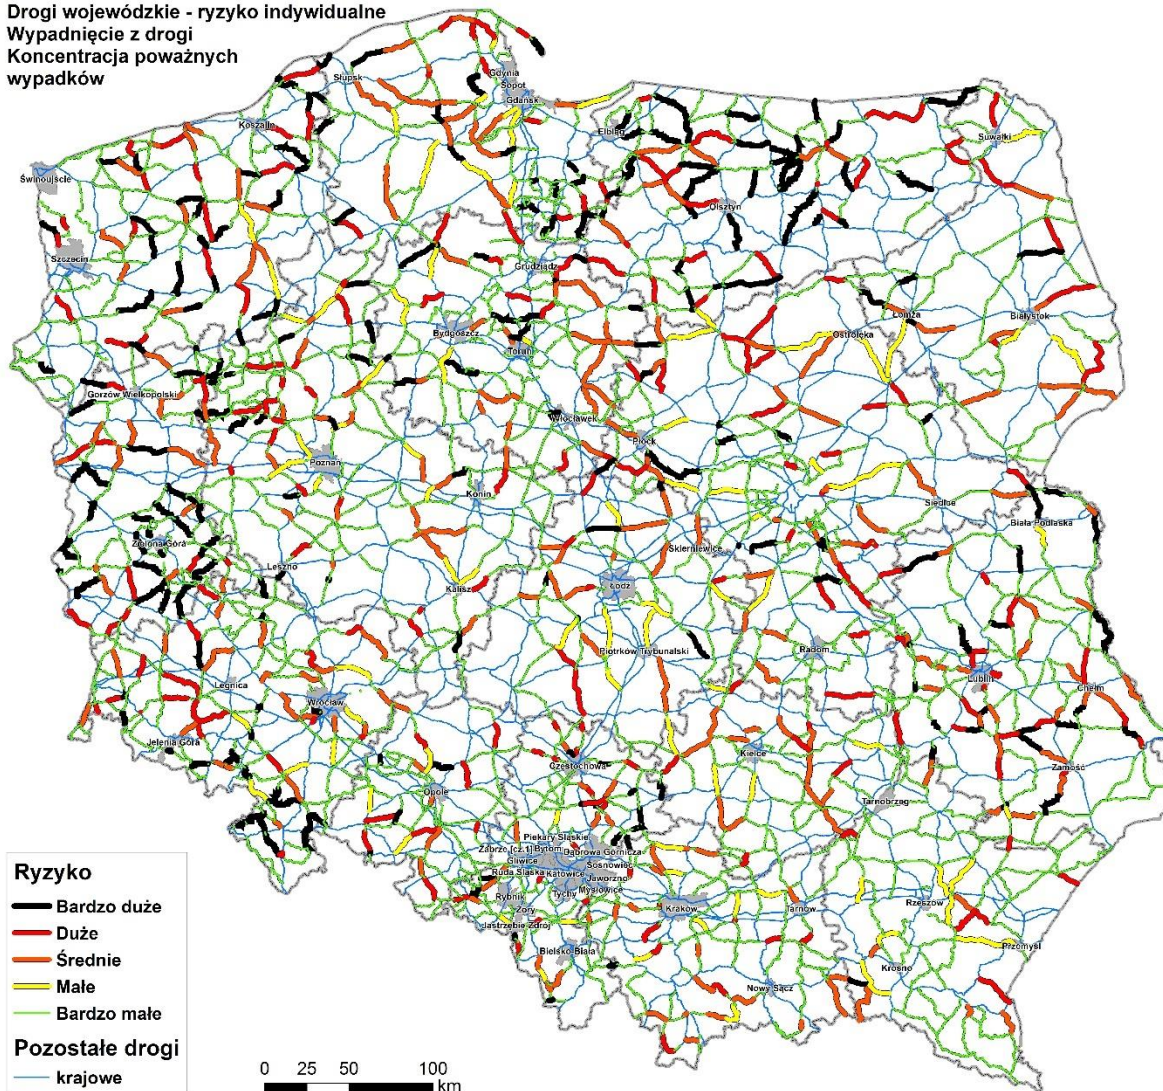 Drogi wojewódzkie - ryzyko indywidualne
Wypadnięcie z drogi
Koncentracja poważnych
wypadków
Gdynia
Słupsk
Sopot
Gdańsk
Koszalin
Elbląg
Suwałki
Świnoujście
Olsztyn
Szczecin
Grudziądz
Łomża
Białystok
Bydgoszcz
Ostrołęka
Toruń
Gorzów Wielkopolski
Włocławek
Płock
Poznań
Konin
Siedlce
Biała Podlaska
Zielona Góra
Skierniewice
Leszno
Łódź
Kalisz
Piotrków Trybunalski
Radom
Lublin
Legnica
Chełm
Wrocław
Jelenia Góra
Kielce
Częstochowa
Zamość
Opole
Tarnobrzeg
Piekary Śląskie
Zabrze [cz.1]
Bytom
Dąbrowa Górnicza
Gliwice
Sosnowiec
Ruda Śląska
Katowice
Jaworzno
Tychy
Mysłowice
Rybnik
Żory
Kraków
Tarnów
Rzeszów
Jastrzębie-Zdrój
Bielsko-Biała
Przemyśl
Krosno
Nowy Sącz
Ryzyko
Bardzo duże
Duże
Średnie
Małe
Bardzo małe
Pozostałe drogi
krajowe
0 25 50 100
km